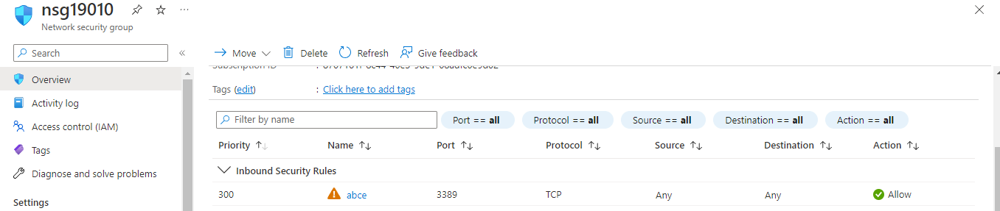 nsg19010
Network security group
Search
Move Delete Refresh Give feedback
Overview
Tags (edit) : Click here to add tags
Activity log
Filter by name Port == all Protocol == all Source == all Destination == all Action == all
Access control (IAM)
Priority Name Port Protocol Source Destination Action
Tags
Inbound Security Rules
Diagnose and solve problems
300 abce 3389 TCP Any Any Allow
Settings